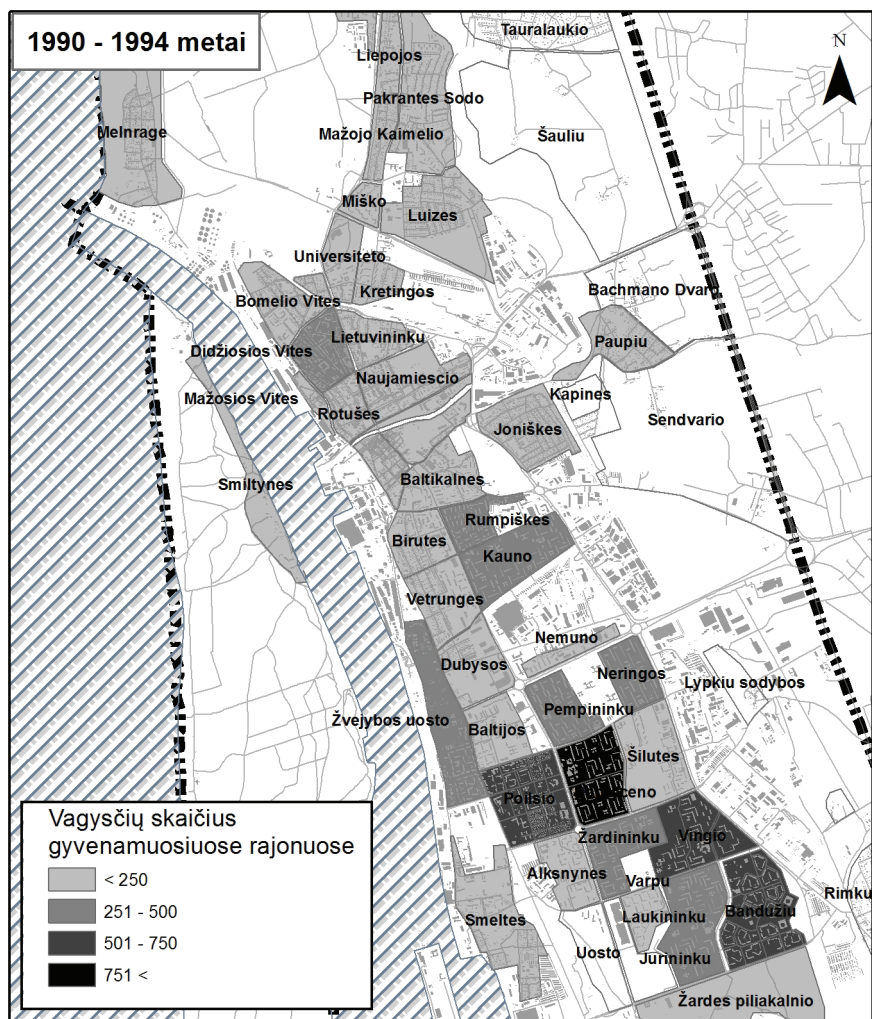 1990 - 1994 metai
N
Tauralaukio
Liepojos
Pakrantes Sodo
Melnrage
Mažojo Kaimelio
Šauliu
Miško
Luizes
Universiteto
Kretingos
Bachmano Dvaro
Bomelio Vites
Lietuvininku
Paupiu
Didžiosios Vites
Naujamiescio
Kapines
Mažosios Vites
Rotušes
Sendvario
Joniškes
Smiltynes
Baltikalnes
Rumpiškes
Birutes
Kauno
Vetrunges
Nemuno
Dubysos
Neringos
Lypkiu sodybos
Pempininku
Žvejybos uosto
Baltijos
Šilutes
Poilsio
ceno
Žardininku
Vingio
Alksnynes
Varpu
Rimku
Smeltes
Laukininku
Bandužiu
Uosto
Jurininku
Žardes piliakalnio
Vagysčių skaičius
gyvenamuosiuose rajonuose
< 250
251 - 500
501 - 750
751 <